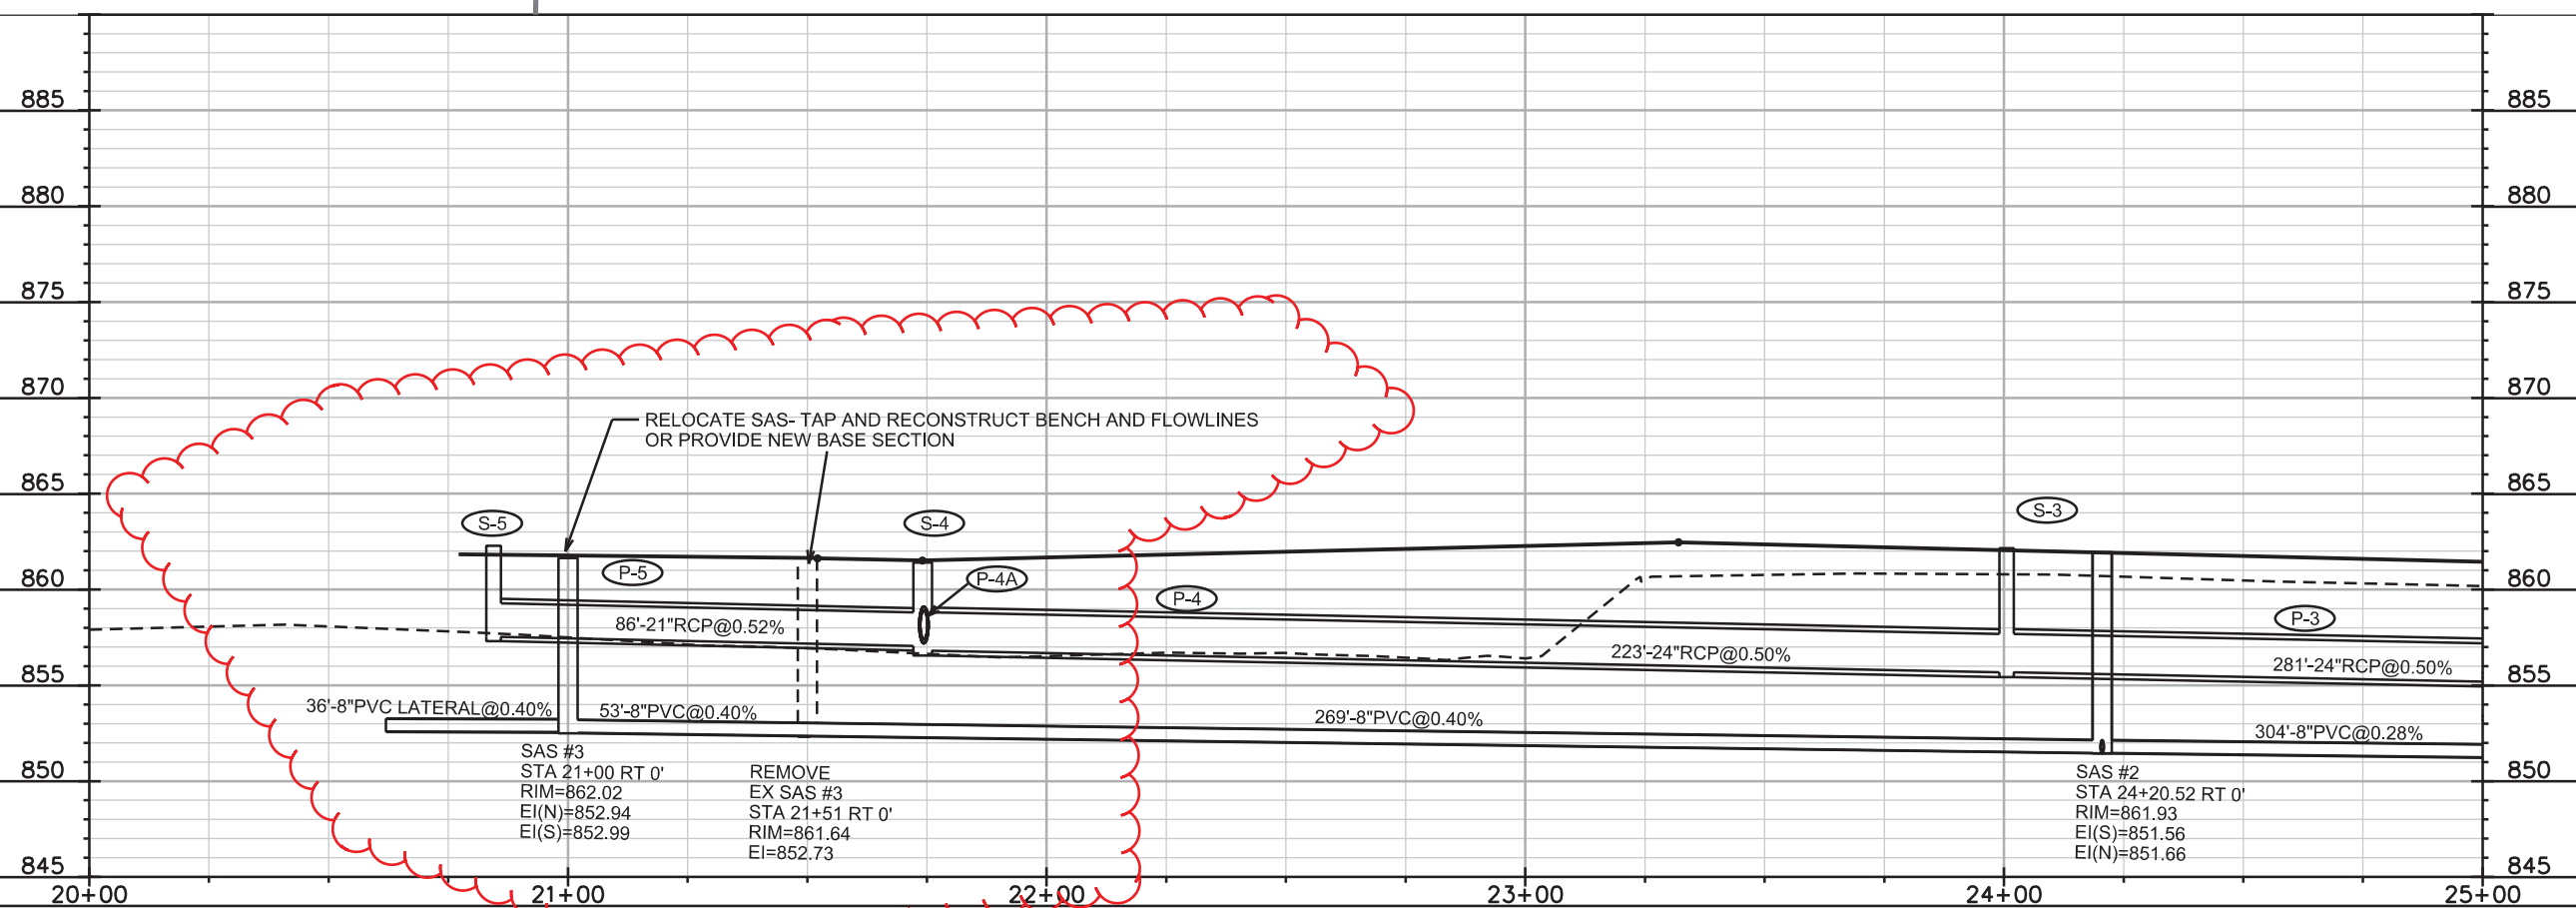 885
885
880
880
875
875
870
870
RELOCATE SAS- TAP AND RECONSTRUCT BENCH AND FLOWLINES
OR PROVIDE NEW BASE SECTION
865
865
S-5
S-4
S-3
860
860
P-5
P-4A
P-4
P-3
86'-21"RCP@0.52%
223'-24"RCP@0.50%
281'-24"RCP@0.50%
855
855
36'-8"PVC LATERAL@0.40%
53'-8"PVC@0.40%
269'-8"PVC@0.40%
304'-8"PVC@0.28%
850
850
SAS #3
STA 21+00 RT 0'
RIM=862.02
EI(N)=852.94
EI(S)=852.99
REMOVE
EX SAS #3
STA 21+51 RT 0'
RIM=861.64
EI=852.73
SAS #2
STA 24+20.52 RT 0'
RIM=861.93
EI(S)=851.56
EI(N)=851.66
845
845
20+00
21+00
22+00
23+00
24+00
25+00